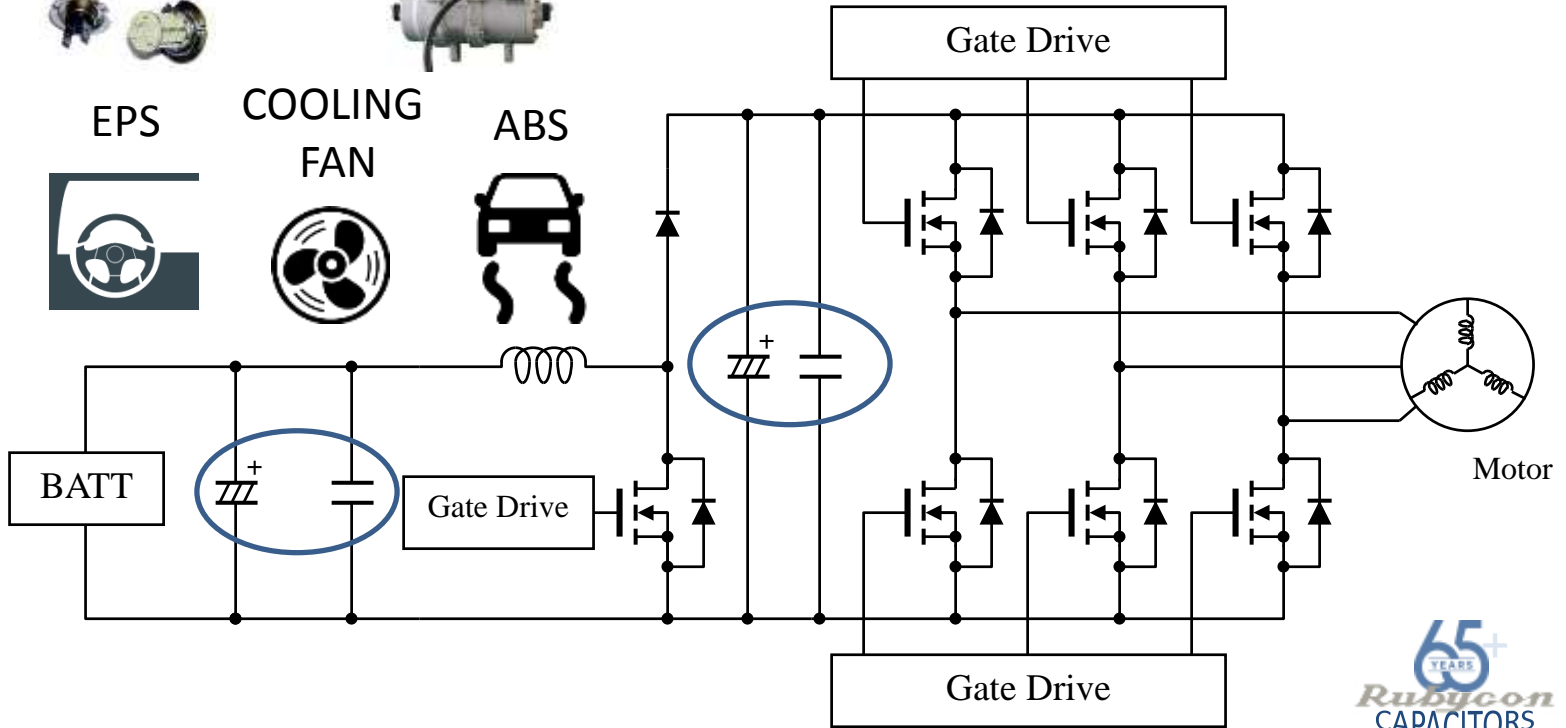 Gate Drive
EPS
COOLING
FAN
ABS
+
+
BATT
Gate Drive
Motor
Gate Drive
65+
YEARS
Rubycon
CAPACITORS